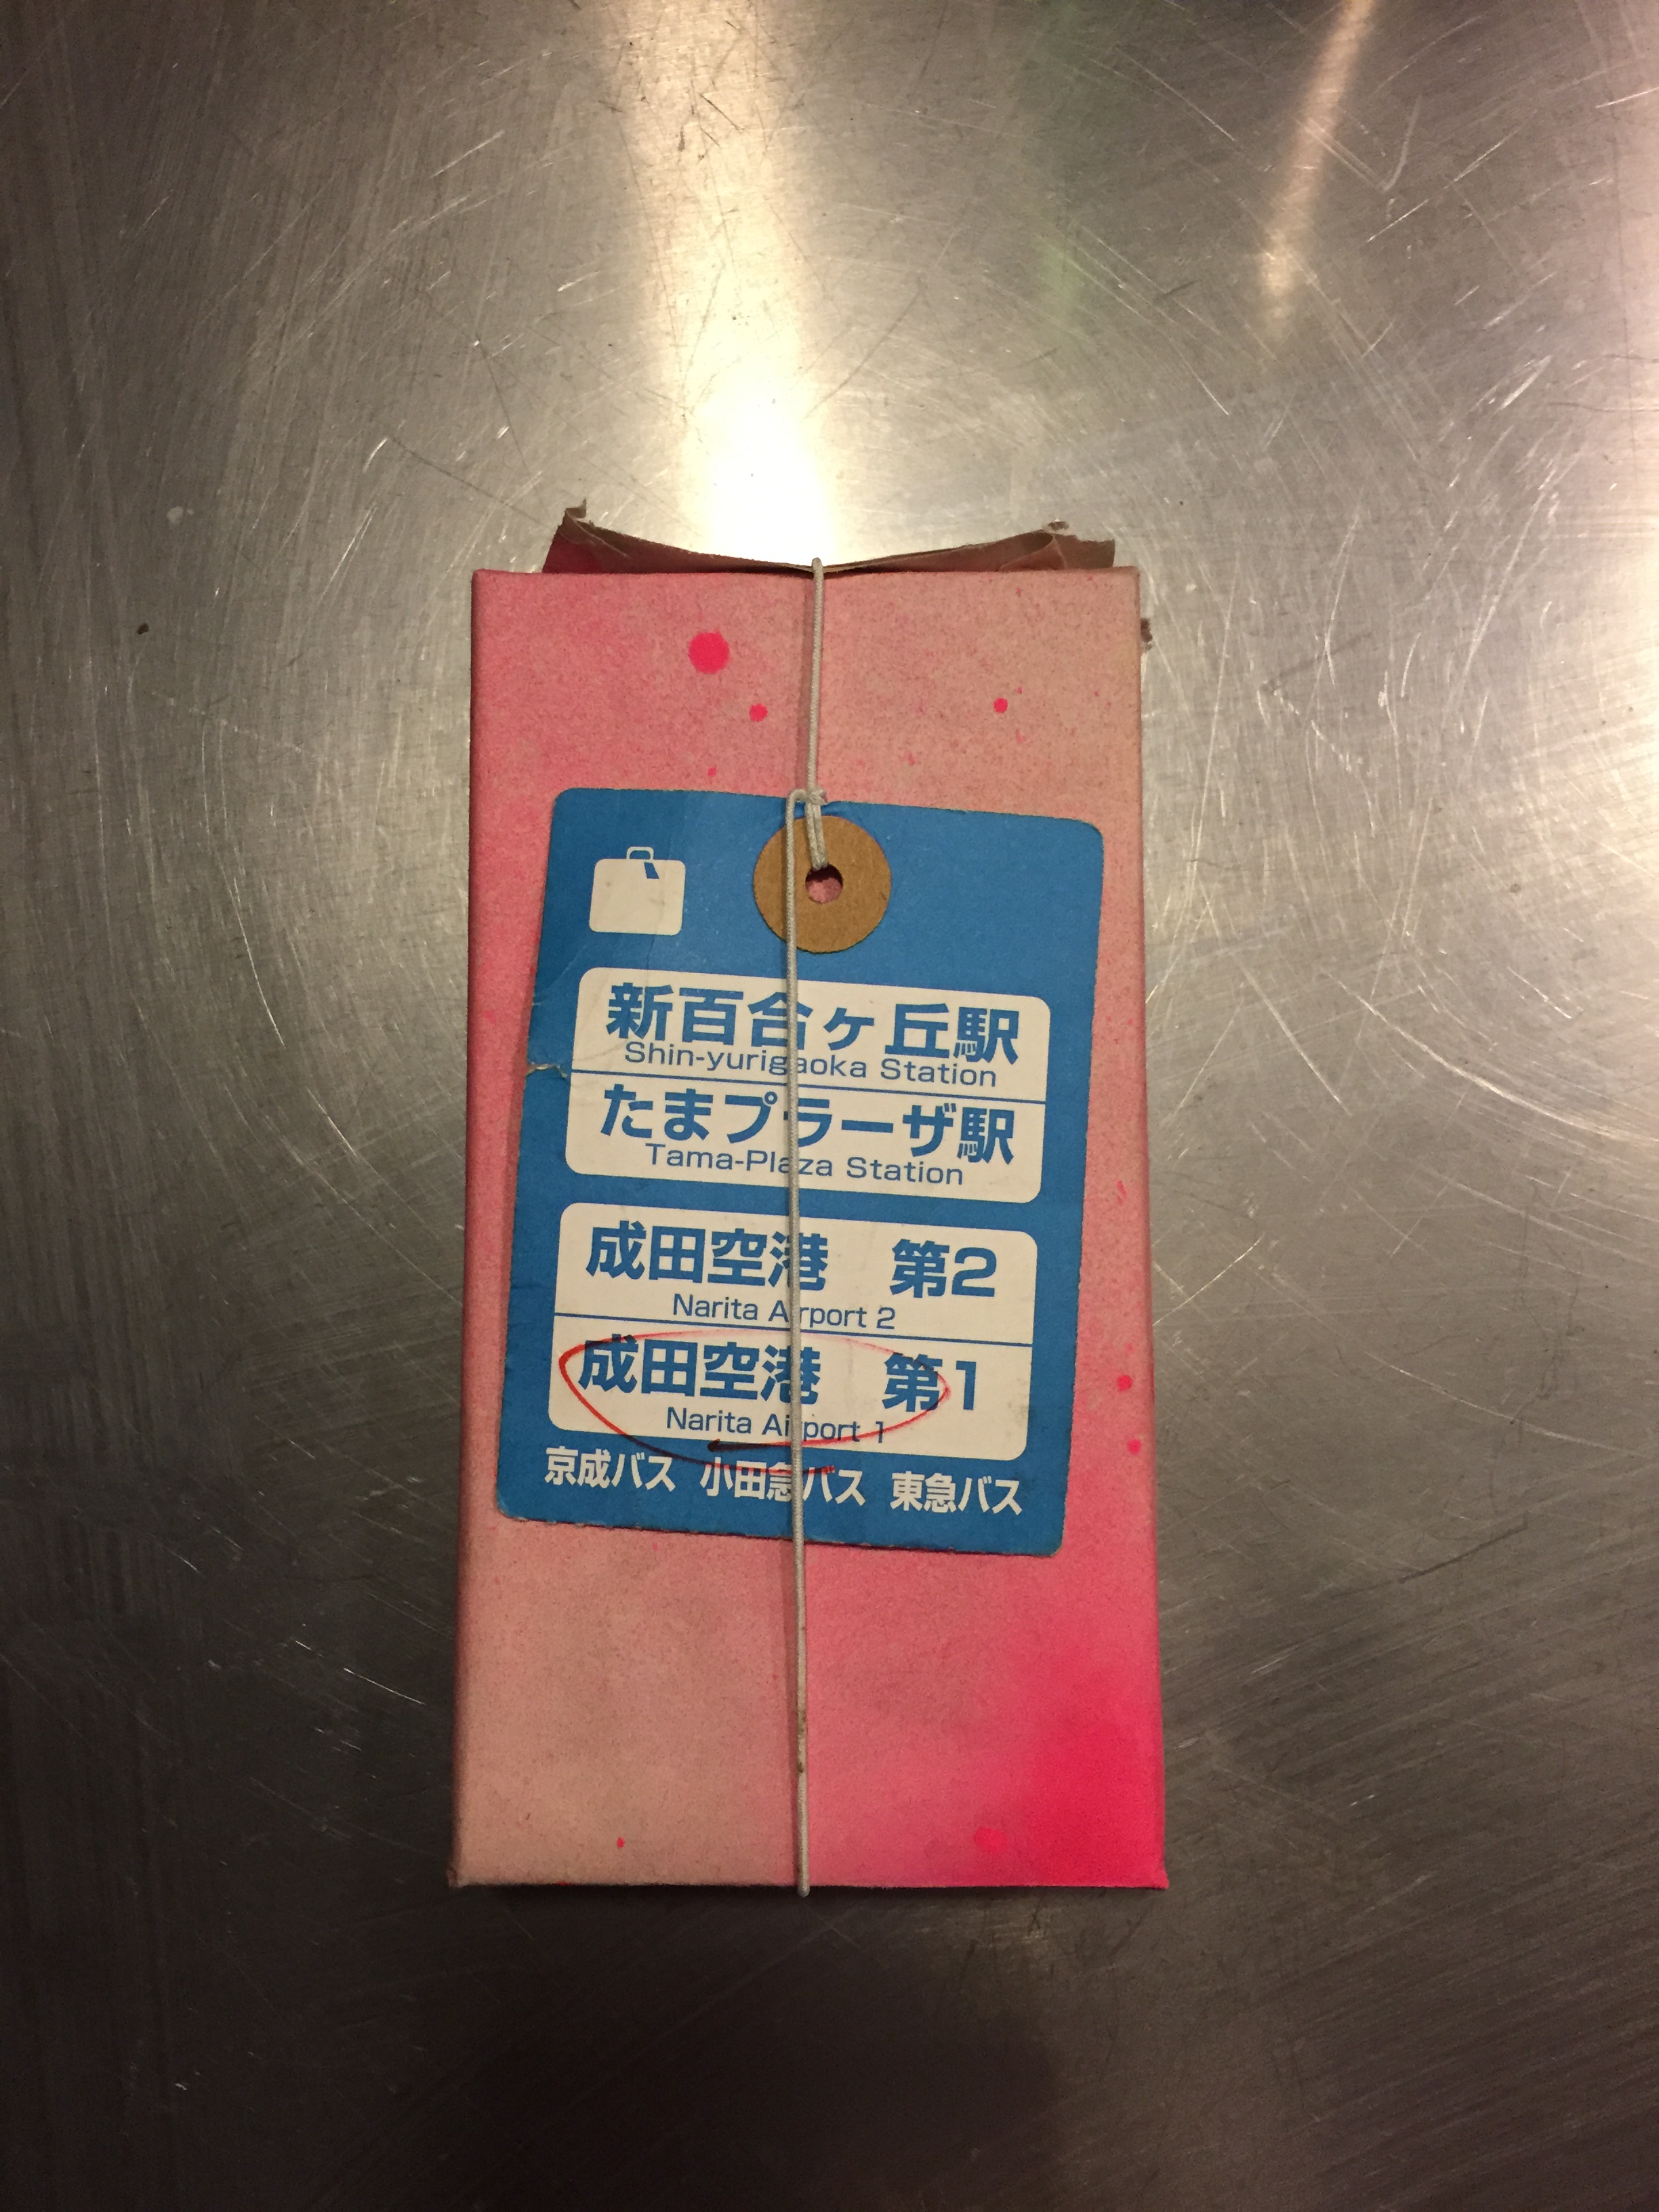 新百合ヶ丘駅
Shin-yurigaoka Station
たまプラーザ駅
Tama-Plaza Station
成田空港 第2
Narita Airport 2
成田空港 第1
Narita Airport 1
京成バス 小田急バス 東急バス